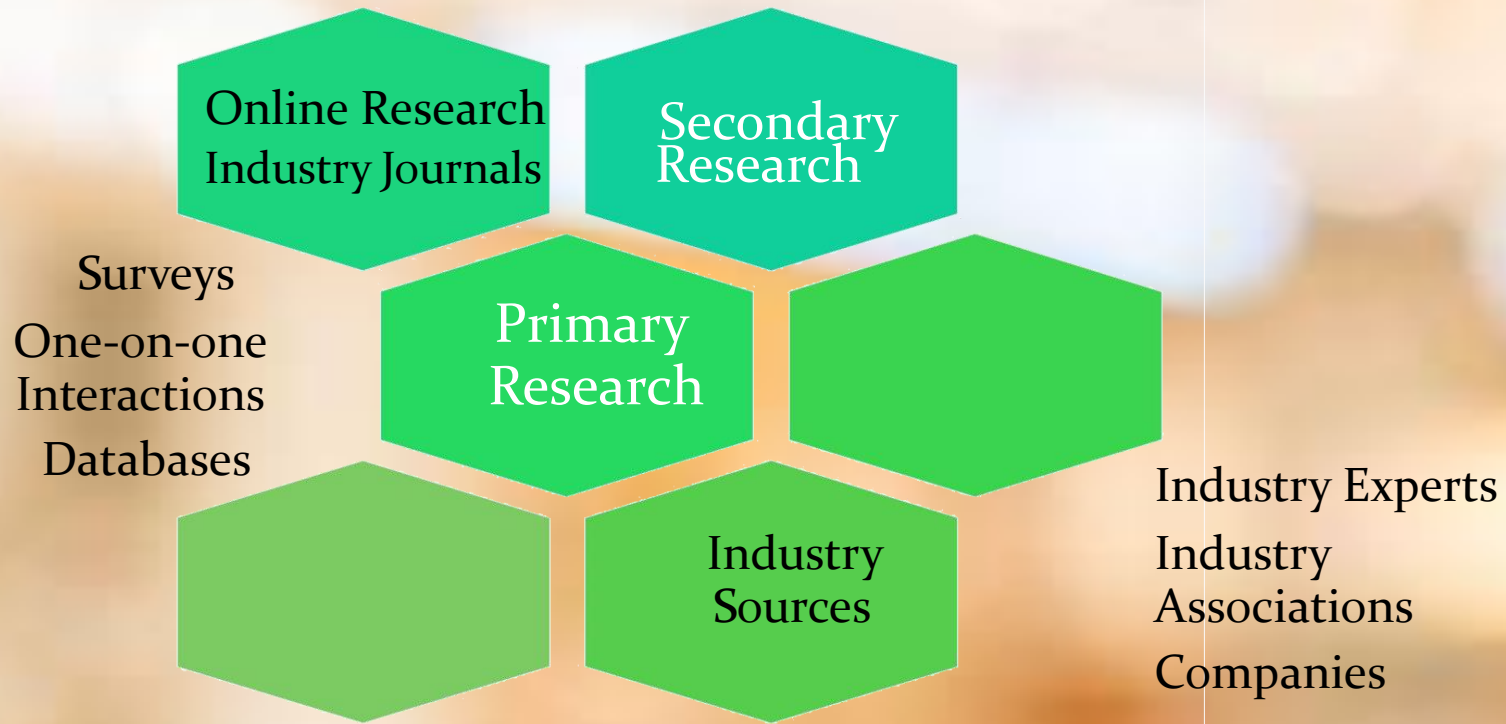 Online Research
Industry Journals
Secondary
Research
Surveys
One-on-one
Interactions
Databases
Primary
Research
Industry
Sources
Industry Experts
Industry
Associations
Companies